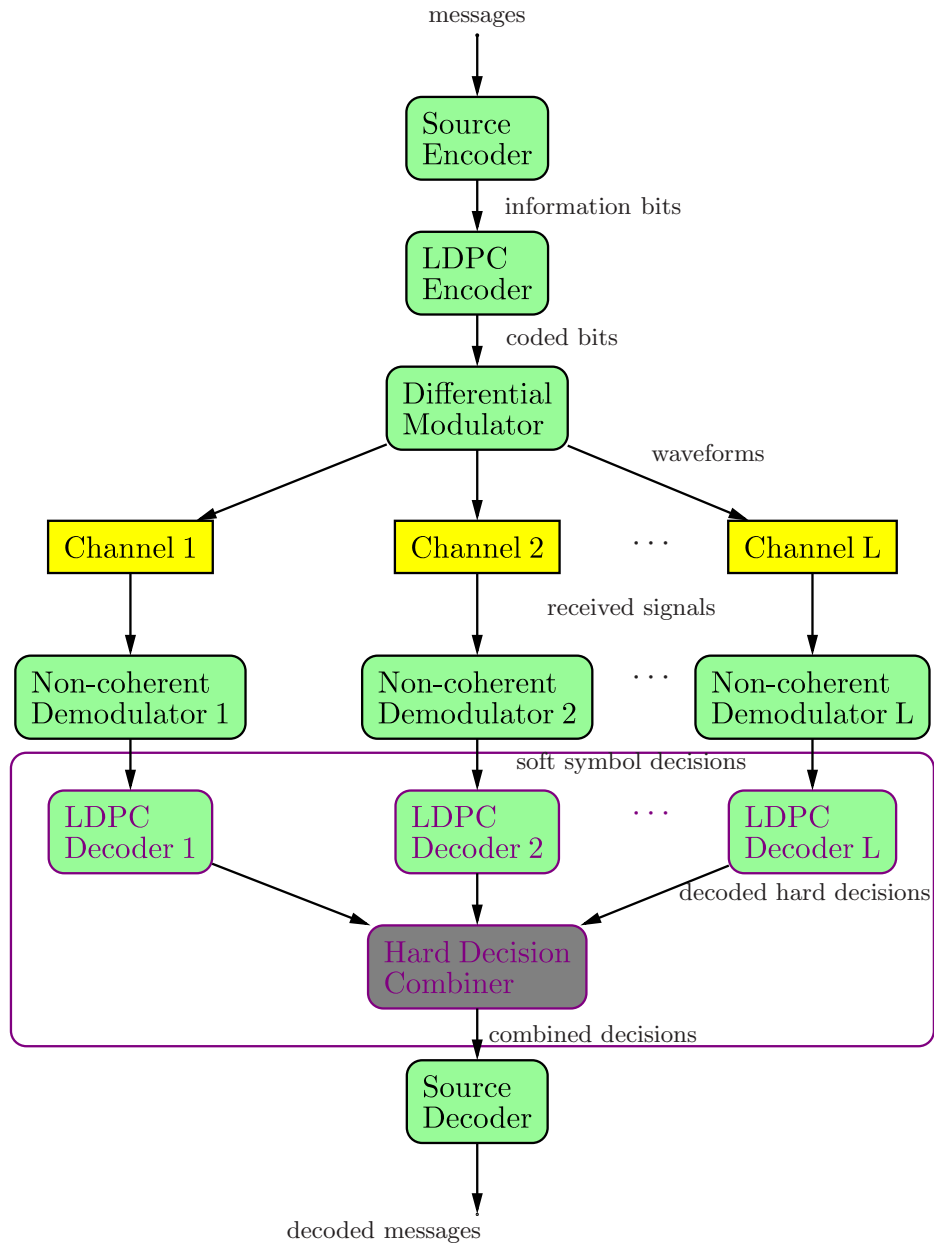 messages
Source
Encoder
information bits
LDPC
Encoder
coded bits
Differential
Modulator
waveforms
Channel 1
Channel 2
...
Channel L
received signals
Non-coherent
Demodulator 1
Non-coherent
Demodulator 2
...
Non-coherent
Demodulator L
soft symbol decisions
LDPC
Decoder 1
LDPC
Decoder 2
...
LDPC
Decoder L
decoded hard decisions
Hard Decision
Combiner
combined decisions
Source
Decoder
decoded messages